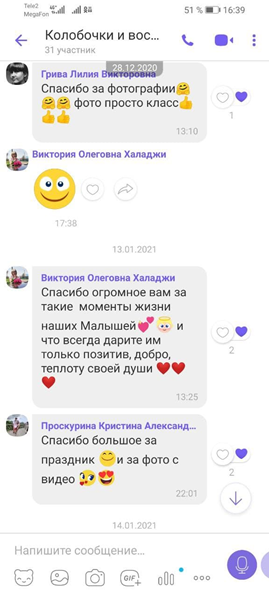 Tele2
MegaFon
51 %
16:39
Колобочки и вос...
31 участник
28.12.2020
Грива Лилия Викторовна
Спасибо за фотографии🤗
🤗🤗 фото просто класс👍
👍👍
1
13:10
Виктория Олеговна Халаджи
17:38
13.01.2021
Виктория Олеговна Халаджи
Спасибо огромное вам за
такие моменты жизни
наших Малышей💕👼 и
что всегда дарите им
только позитив, добро,
теплоту своей души ❤️❤️
❤️
2
13:25
Проскурина Кристина Александ...
Спасибо большое за
праздник 😊и за фото с
видео 🥰😍
2
22:01
14.01.2021
Напишите сообщение...
GIF